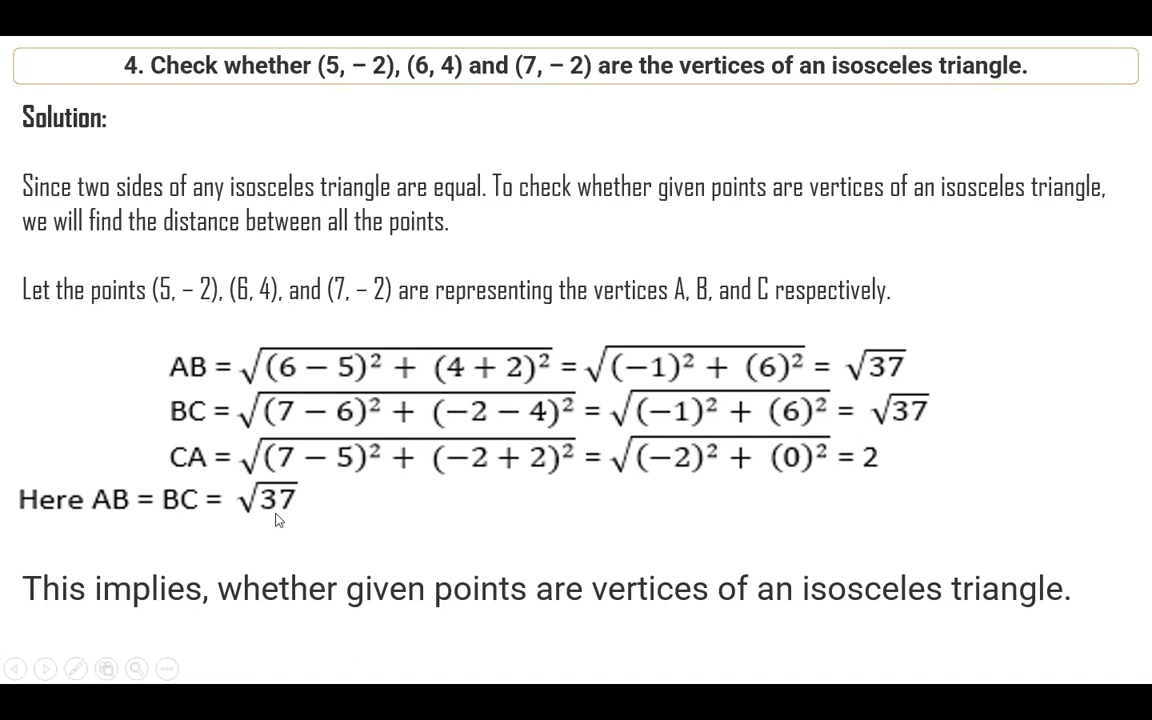 4. Check whether (5, – 2), (6, 4) and (7, – 2) are the vertices of an isosceles triangle.
Solution:
Since two sides of any isosceles triangle are equal. To check whether given points are vertices of an isosceles triangle,
we will find the distance between all the points.
Let the points (5, – 2), (6, 4), and (7, – 2) are representing the vertices A, B, and C respectively.
AB = √(6 − 5)² + (4 + 2)² = √(−1)² + (6)² = √37
BC = √(7 − 6)² + (−2 − 4)² = √(−1)² + (6)² = √37
CA = √(7 − 5)² + (−2 + 2)² = √(−2)² + (0)² = 2
Here AB = BC = √37
This implies, whether given points are vertices of an isosceles triangle.